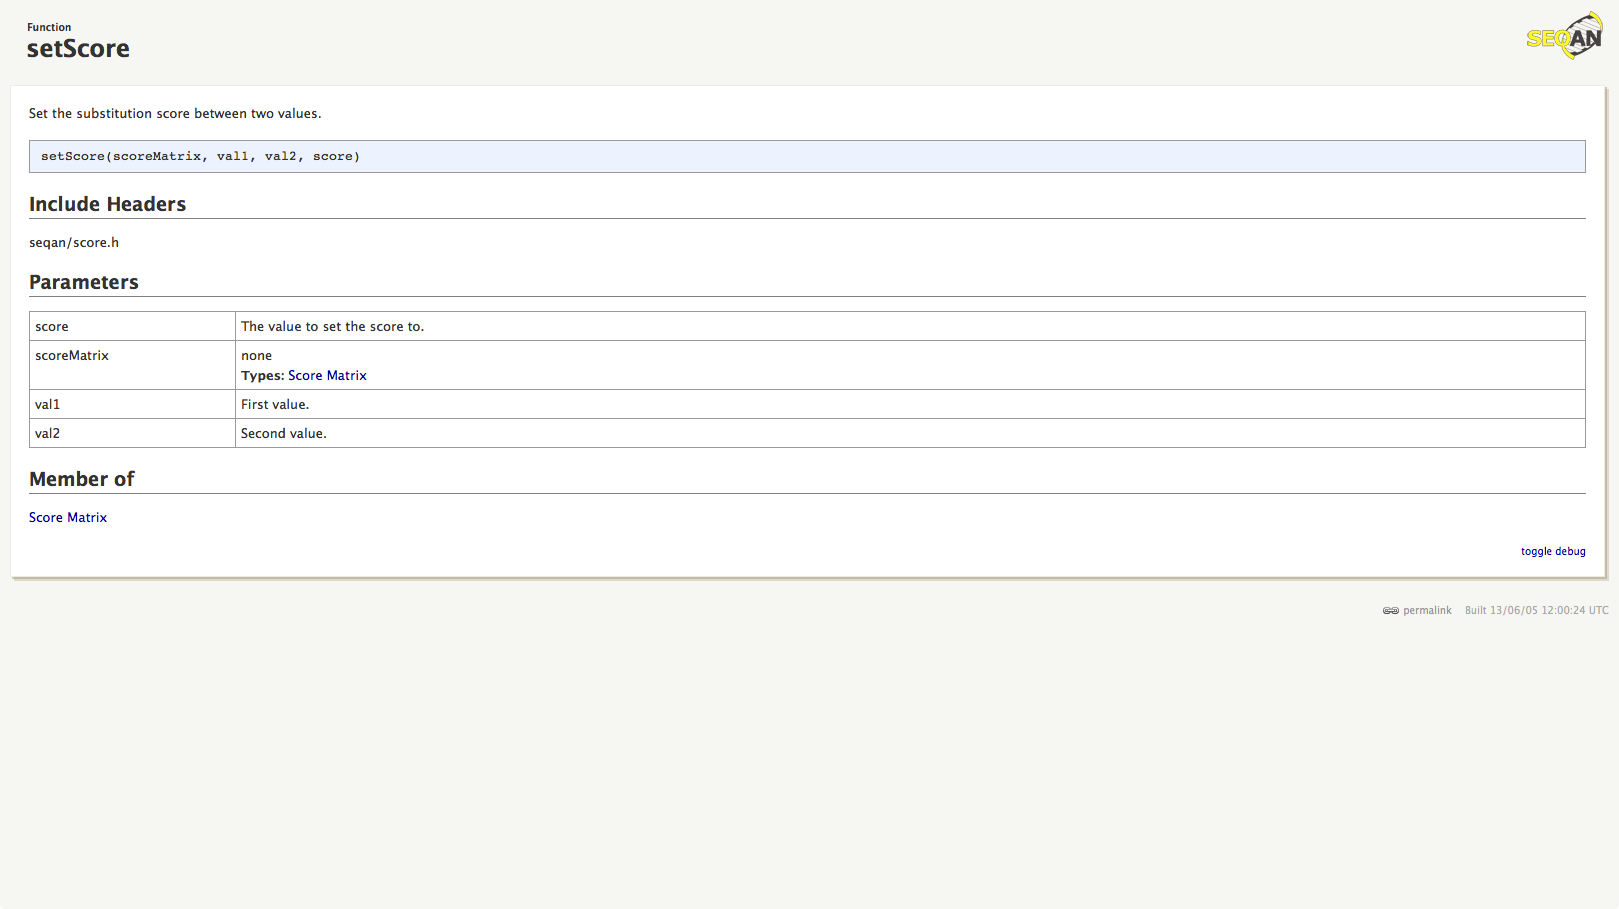 Function
setScore
SEQAN
Set the substitution score between two values.
setScore(scoreMatrix, val1, val2, score)
Include Headers
seqan/score.h
Parameters
score The value to set the score to.
scoreMatrix none
Types: Score Matrix
val1 First value.
val2 Second value.
Member of
Score Matrix
toggle debug
permalink Built 13/06/05 12:00:24 UTC